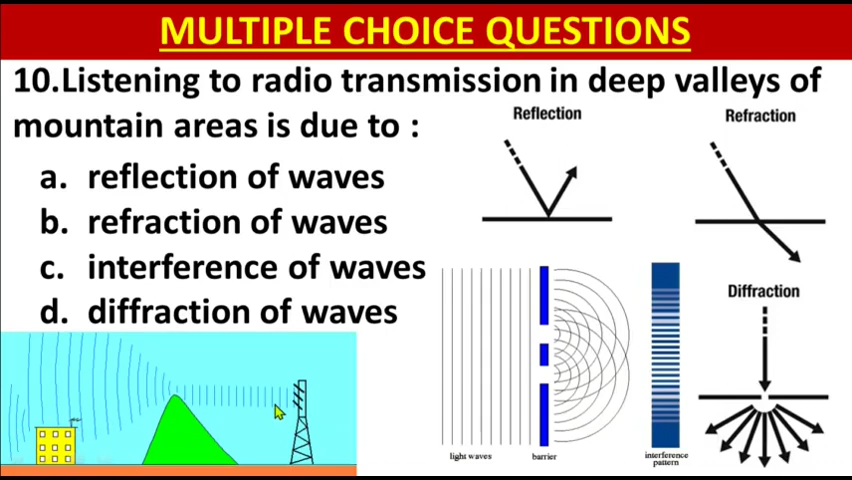 MULTIPLE CHOICE QUESTIONS
10.Listening to radio transmission in deep valleys of
mountain areas is due to :
a. reflection of waves
b. refraction of waves
c. interference of waves
d. diffraction of waves
Reflection
Refraction
Diffraction
light waves
barrier
interference
pattern